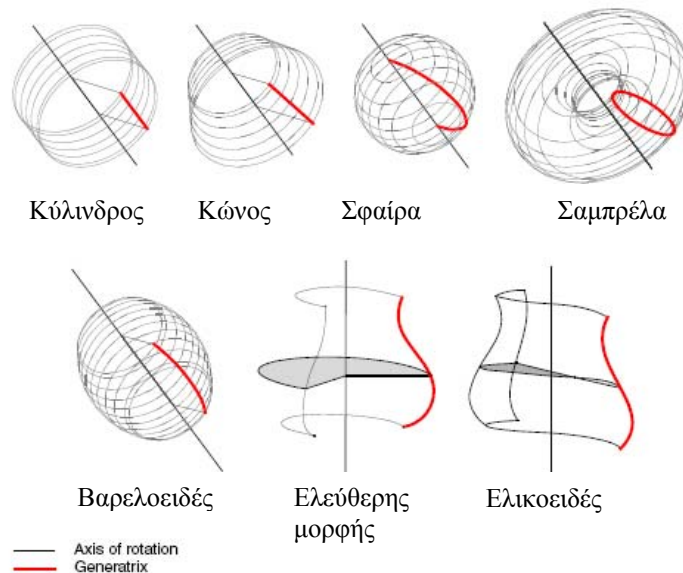 Κύλινδρος
Κώνος
Σφαίρα
Σαμπρέλα
Βαρελοειδές
Ελεύθερης
μορφής
Ελικοειδές
Axis of rotation
Generatrix